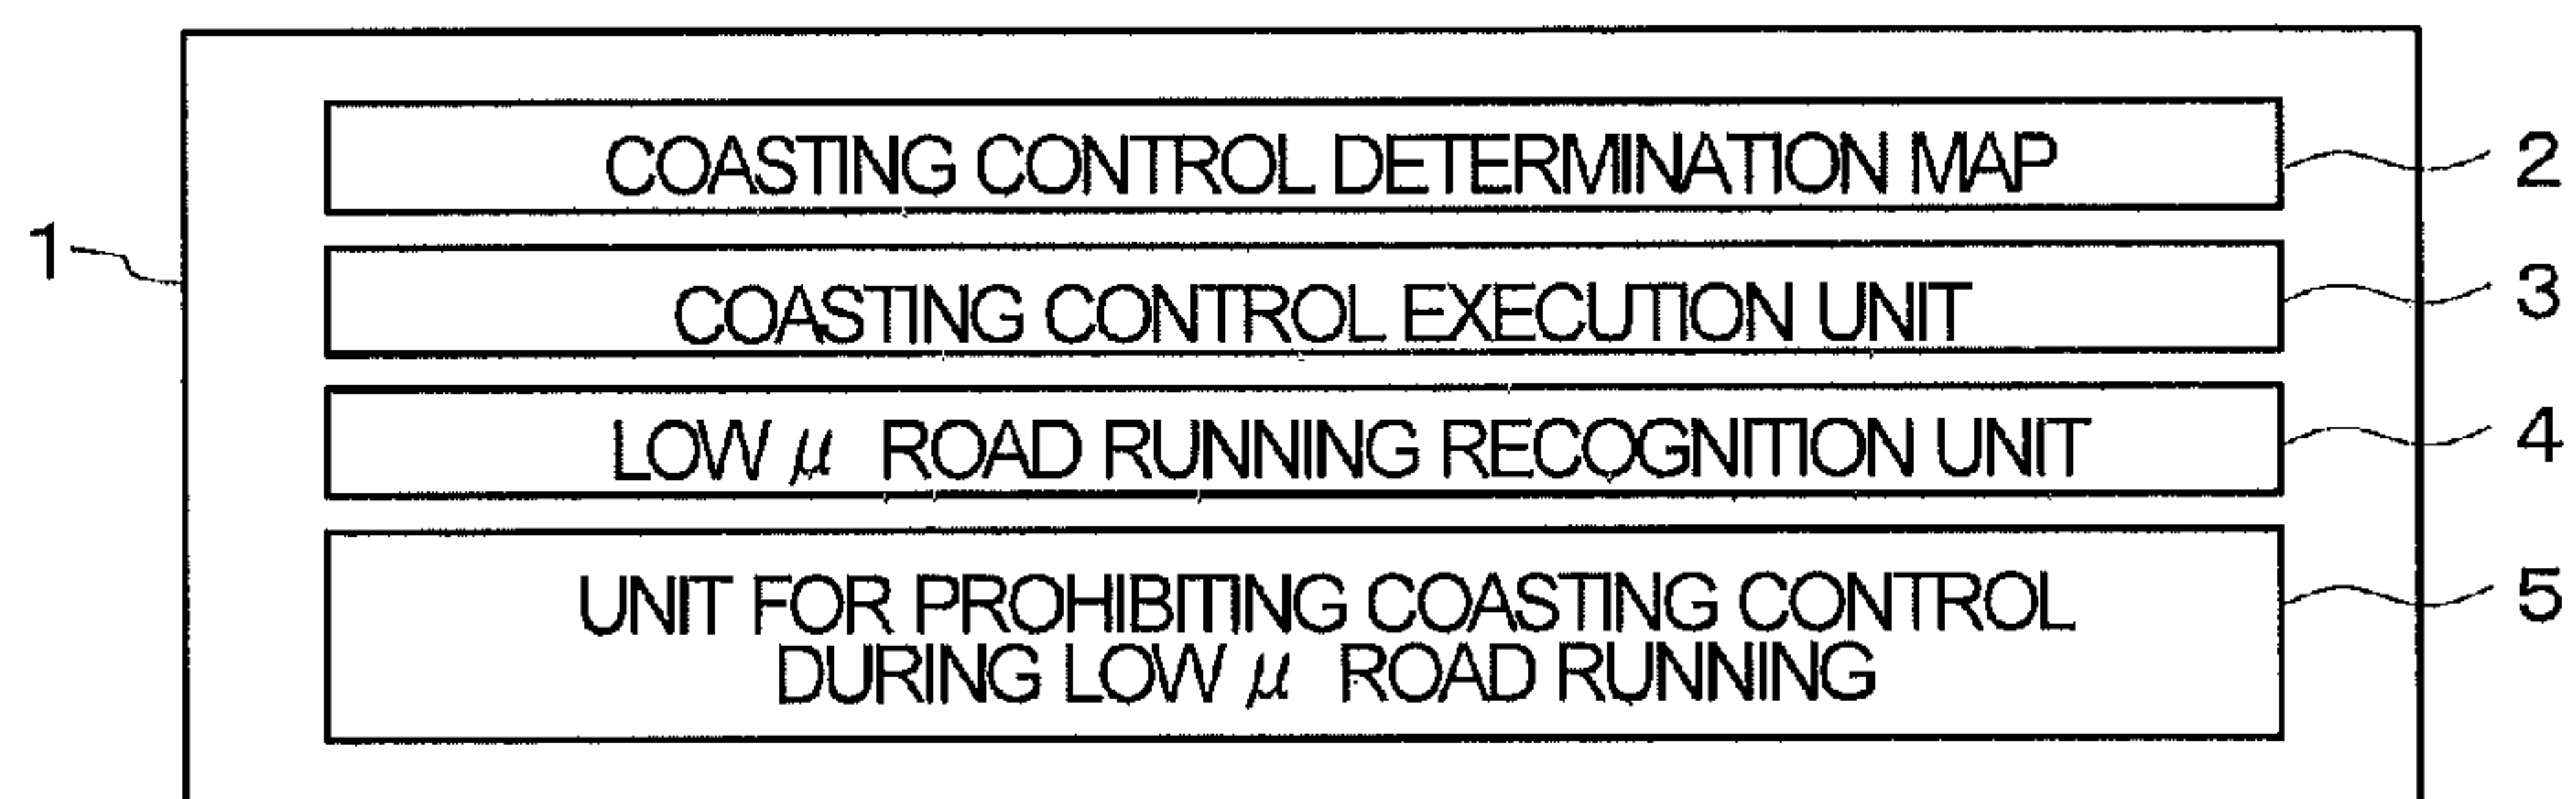 COASTING CONTROL DETERMINATION MAP 2
1
COASTING CONTROL EXECUTION UNIT 3
LOW μ ROAD RUNNING RECOGNITION UNIT 4
UNIT FOR PROHIBITING COASTING CONTROL 5
DURING LOW μ ROAD RUNNING